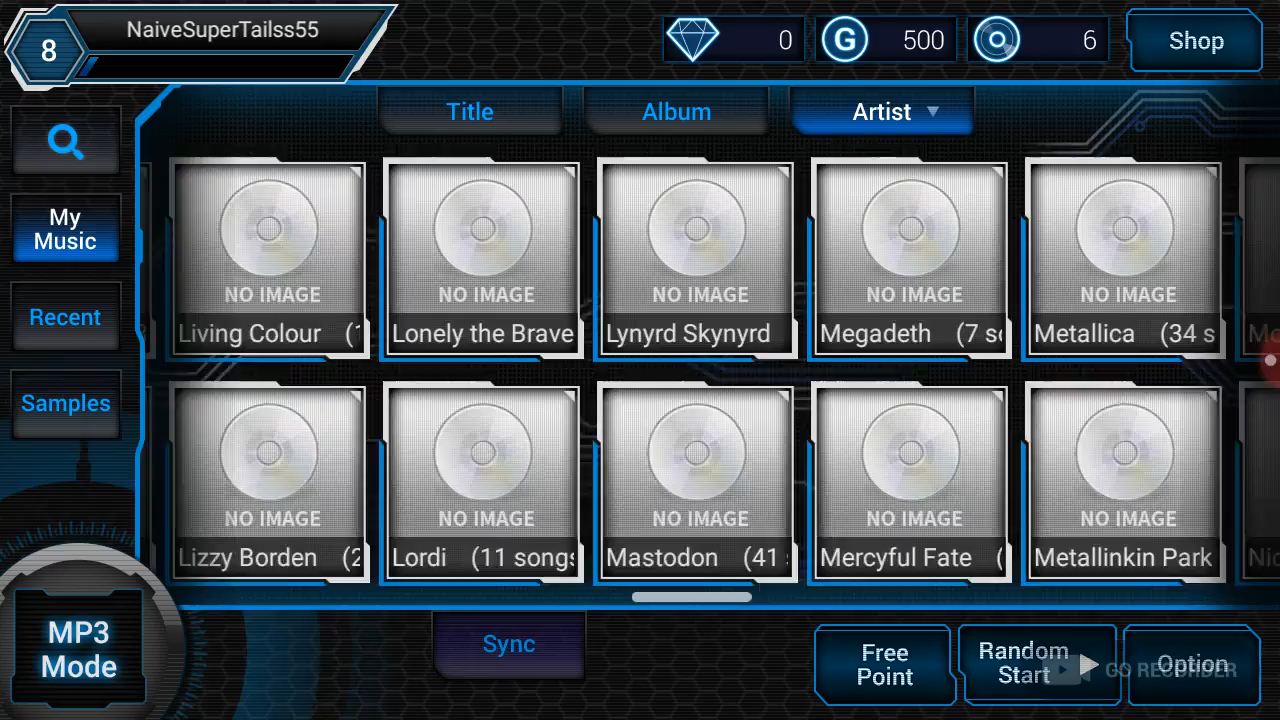 8
NaiveSuperTailss55
0
G
500
6
Shop
Title
Album
Artist
My
Music
Recent
Samples
NO IMAGE
Living Colour (1
NO IMAGE
Lonely the Brave
NO IMAGE
Lynyrd Skynyrd
NO IMAGE
Megadeth (7 so
NO IMAGE
Metallica (34 s
NO IMAGE
Lizzy Borden (2
NO IMAGE
Lordi (11 songs
NO IMAGE
Mastodon (41
NO IMAGE
Mercyful Fate (
NO IMAGE
Metallinkin Park
MP3
Mode
Sync
Free
Point
Random
Start
Option
GO RECORDER